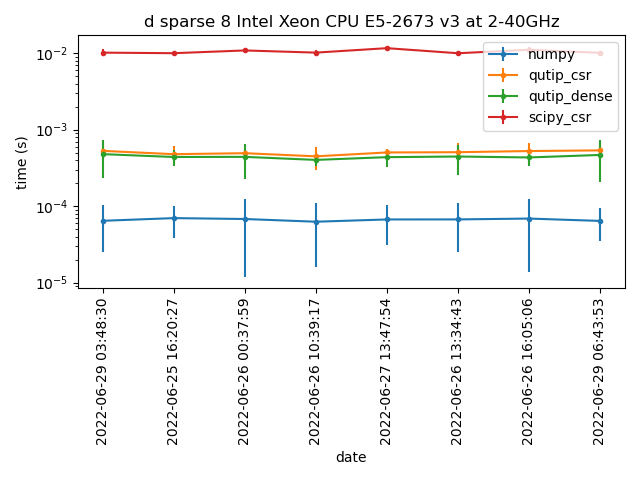 d sparse 8 Intel Xeon CPU E5-2673 v3 at 2-40GHz
time (s)
10⁻²
10⁻³
10⁻⁴
10⁻⁵
numpy
qutip_csr
qutip_dense
scipy_csr
2022-06-29 03:48:30
2022-06-25 16:20:27
2022-06-26 00:37:59
2022-06-26 10:39:17
2022-06-27 13:47:54
2022-06-26 13:34:43
2022-06-26 16:05:06
2022-06-29 06:43:53
date